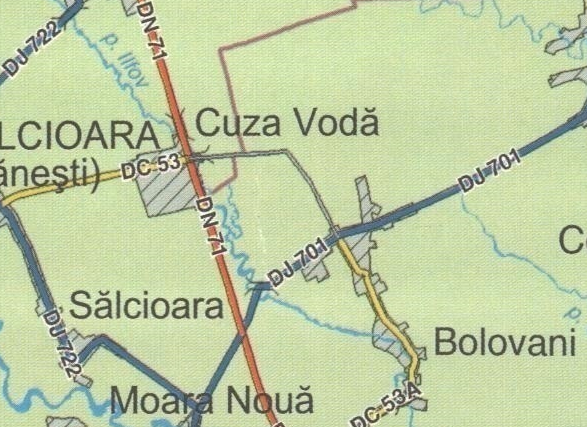 DJ 722
DN 71
p. Ilfov
LCIOARA
Cuza Vodă
ănești)
DC 53
DJ 701
DN 71
DJ 701
C
Sălcioara
DJ 722
p.
Bolovani
Moara Nouă
DC 53A